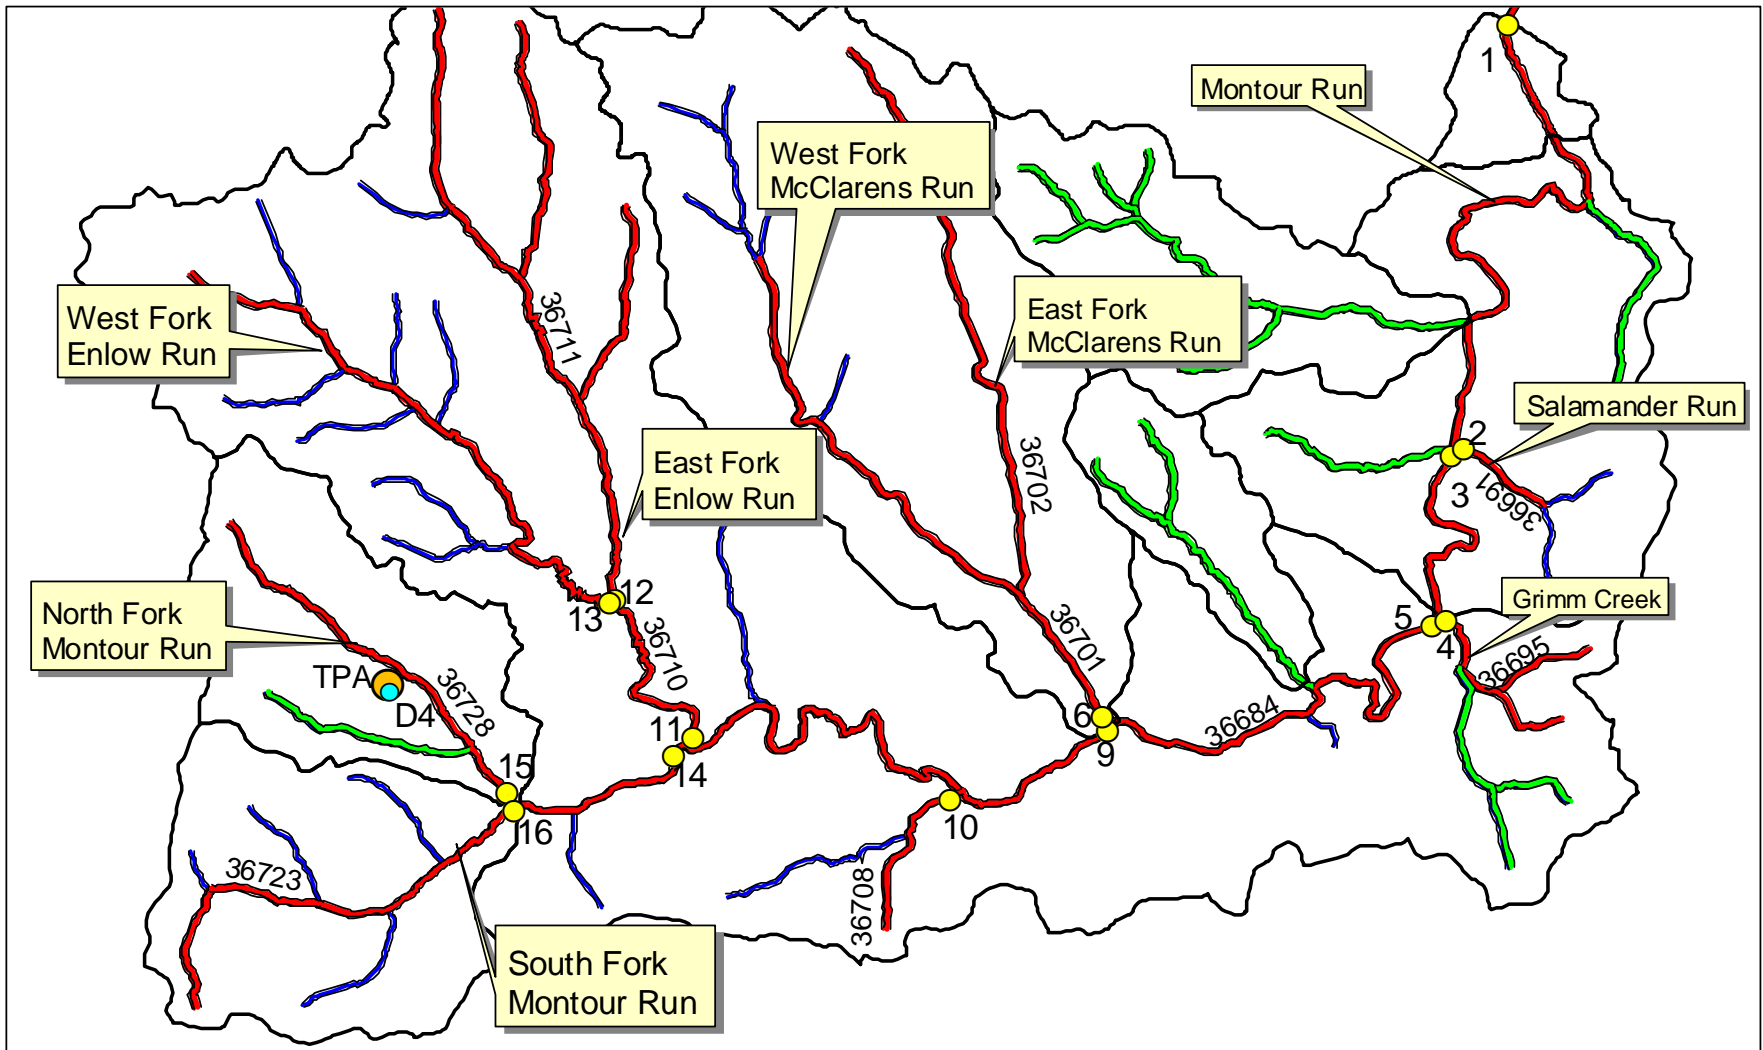 1
Montour Run
West Fork
McClarens Run
36711
West Fork
Enlow Run
East Fork
McClarens Run
Salamander Run
2
3
36691
East Fork
Enlow Run
36702
North Fork
Montour Run
12
13
Grimm Creek
5
4
36695
36710
36701
TPA
D4
36728
11
14
6
9
36684
15
16
10
36723
36708
South Fork
Montour Run